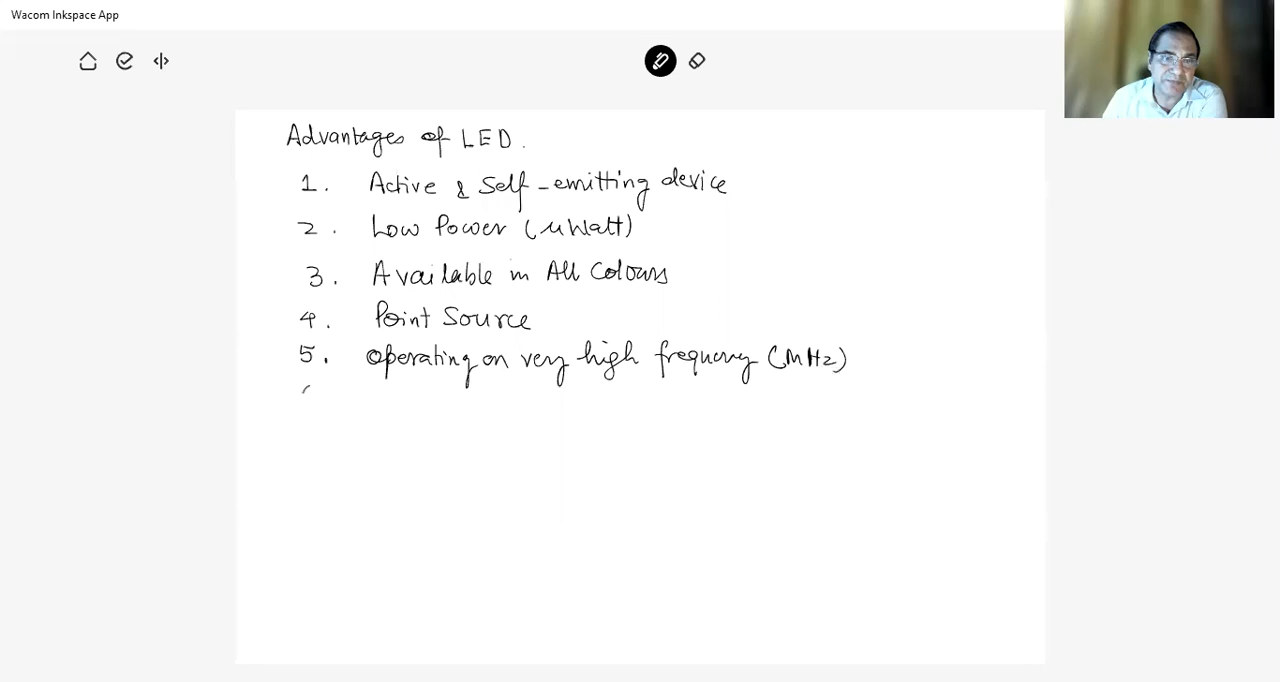 Wacom Inkspace App
Advantages of LED.
1. Active & Self-emitting device
2. Low Power (μWatt)
3. Available in All Colours
4. Point Source
5. Operating on very high frequency (MHz)